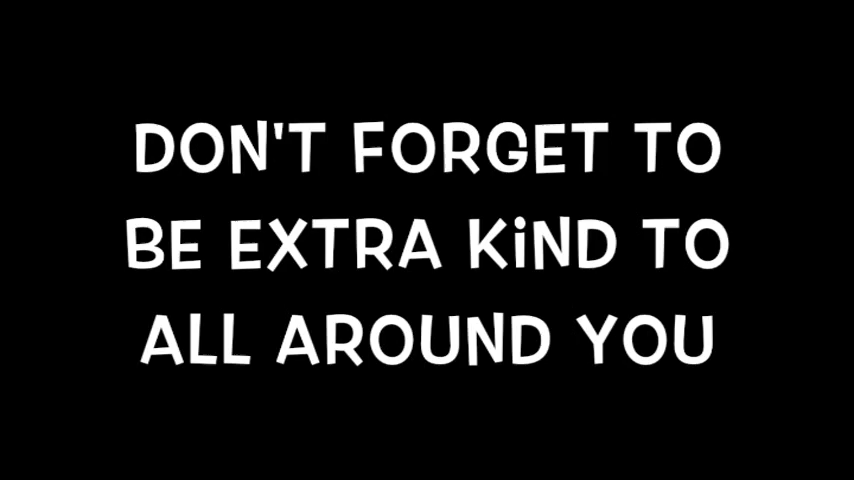 DON'T FORGET TO
BE EXTRA KiND TO
ALL AROUND YOU